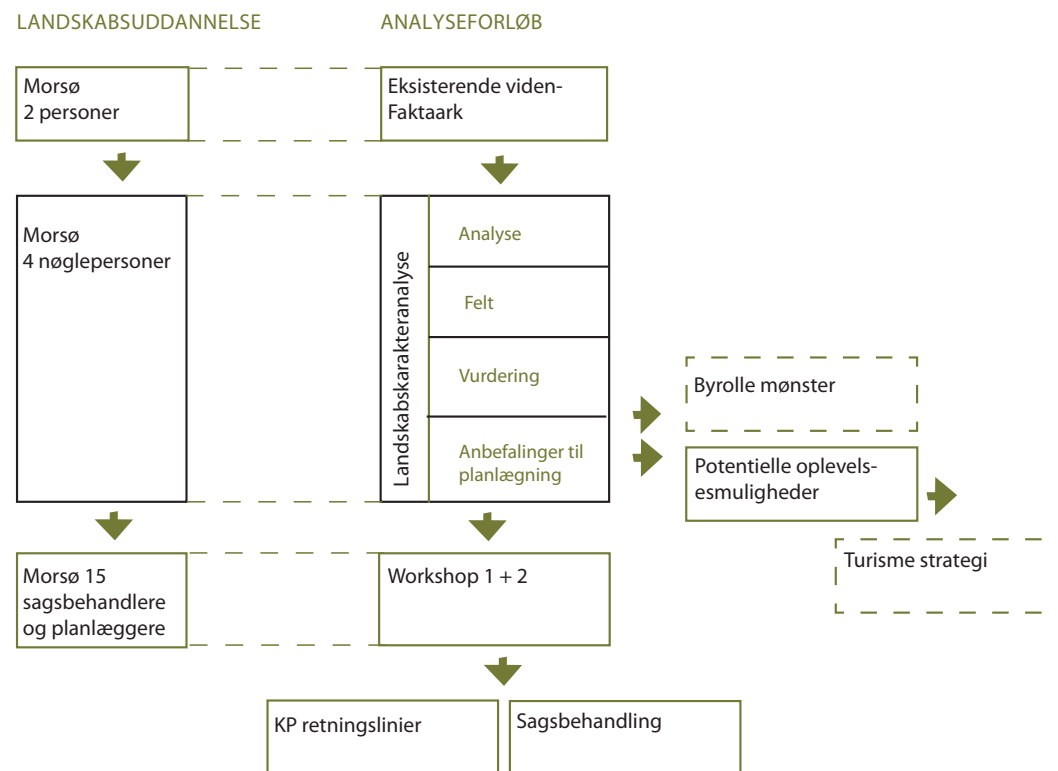 LANDSKABSUDDANNELSE
ANALYSEFORLØB
Morsø
2 personer
Eksisterende viden-
Faktaark
Morsø
4 nøglepersoner
Landskabskarakteranalyse
Analyse
Felt
Vurdering
Anbefalinger til
planlægning
Byrolle mønster
Potentielle oplevels-
esmuligheder
Turisme strategi
Morsø 15
sagsbehandlere
og planlæggere
Workshop 1 + 2
KP retningslinier
Sagsbehandling